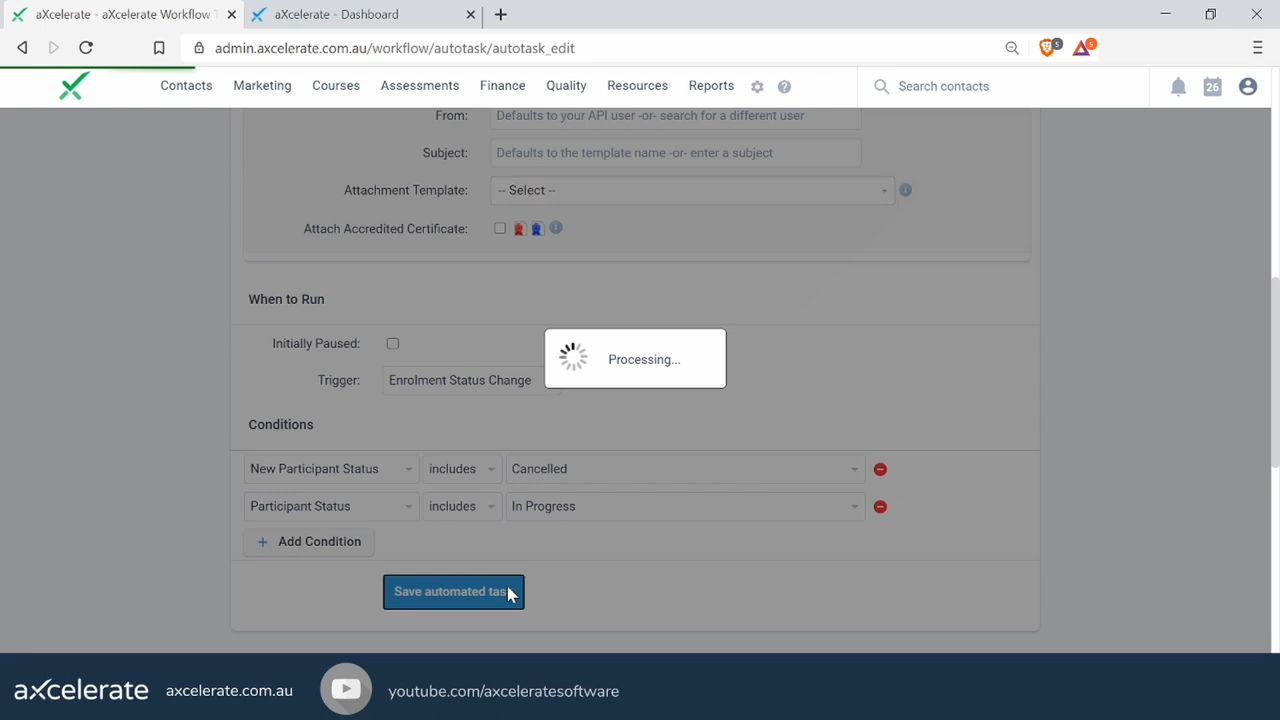 aXcelerate - aXcelerate Workflow T
aXcelerate - Dashboard
admin.axcelerate.com.au/workflow/autotask/autotask_edit
5
5
Contacts Marketing Courses Assessments Finance Quality Resources Reports
Search contacts
26
From: Defaults to your API user -or- search for a different user
Subject: Defaults to the template name -or- enter a subject
Attachment Template: -- Select --
Attach Accredited Certificate:
When to Run
Initially Paused:
Processing...
Trigger: Enrolment Status Change
Conditions
New Participant Status includes Cancelled
Participant Status includes In Progress
+ Add Condition
Save automated tas
axcelerate axcelerate.com.au youtube.com/axceleratesoftware